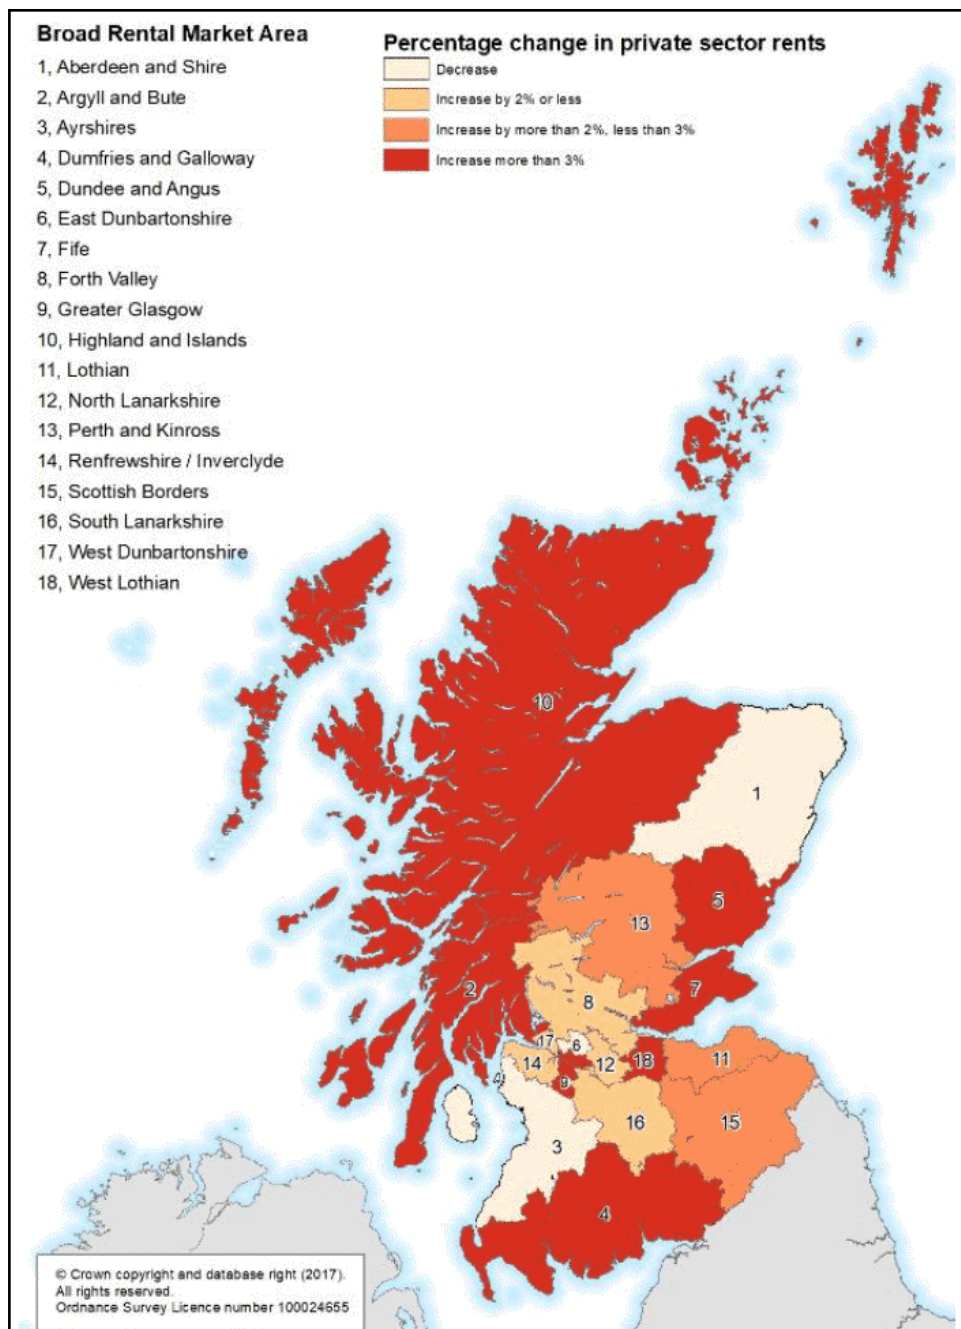 Broad Rental Market Area
1, Aberdeen and Shire
2, Argyll and Bute
3, Ayrshires
4, Dumfries and Galloway
5, Dundee and Angus
6, East Dunbartonshire
7, Fife
8, Forth Valley
9, Greater Glasgow
10, Highland and Islands
11, Lothian
12, North Lanarkshire
13, Perth and Kinross
14, Renfrewshire / Inverclyde
15, Scottish Borders
16, South Lanarkshire
17, West Dunbartonshire
18, West Lothian
Percentage change in private sector rents
Decrease
Increase by 2% or less
Increase by more than 2%, less than 3%
Increase more than 3%
10
1
5
13
2
7
8
17
6
14
12
18
11
4
9
16
15
3
4
© Crown copyright and database right (2017).
All rights reserved.
Ordnance Survey Licence number 100024655